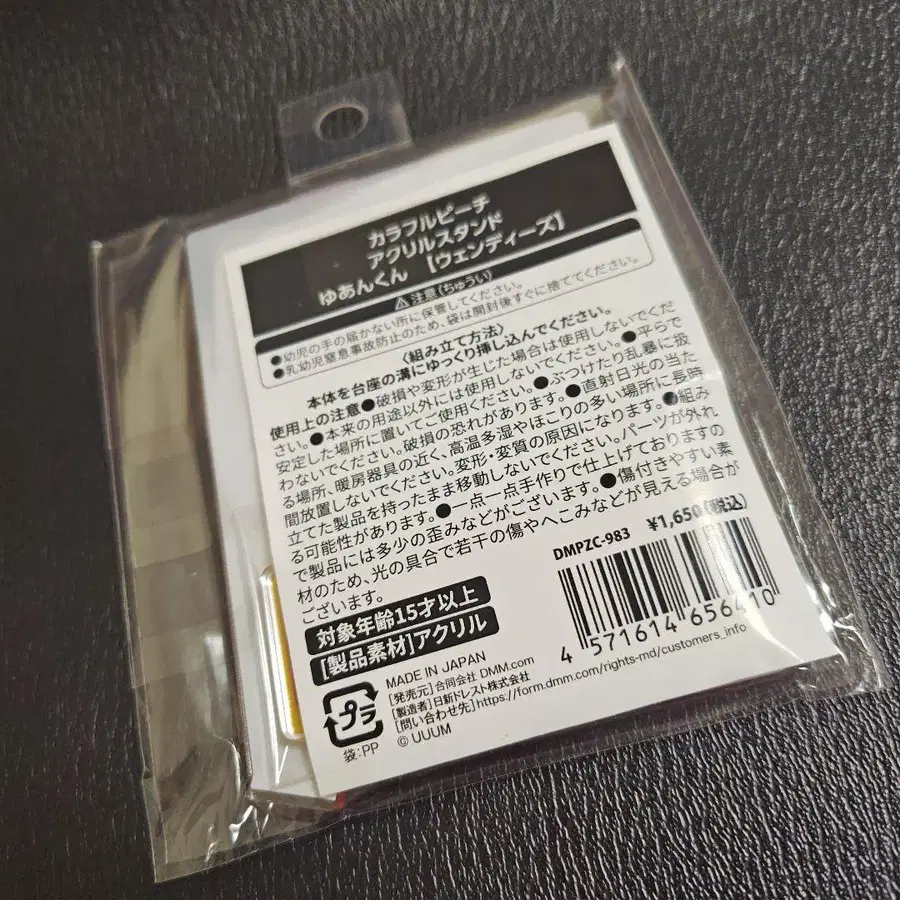 カラフルピーチ
アクリルスタンド
ゆあんくん 【ウェンディーズ】
⚠注意(ちゅうい)
●幼児の手の届かない所に保管してください。
●乳幼児窒息事故防止のため、袋は開封後すぐに捨ててください。
〈組み立て方法〉
本体を台座の溝にゆっくり挿し込んでください。
使用上の注意●破損や変形が生じた場合は使用しないでくだ
さい。●本来の用途以外には使用しないでください。●平らで
安定した場所に置いてご使用ください。●ぶつけたり乱暴に扱
わないでください。破損の恐れがあります。●直射日光の当た
る場所、暖房器具の近く、高温多湿やほこりの多い場所に長時
間放置しないでください。変形・変質の原因になります。●組み
立てた製品を持ったまま移動しないでください。パーツが外れ
る可能性があります。●一点一点手作りで仕上げておりますの
で製品には多少の歪みなどがございます。●傷付きやすい素
材のため、光の具合で若干の傷やへこみなどが見える場合が
ございます。
DMPZC-983 ¥1,650(税込)
4 571614 656410
対象年齢15才以上
[製品素材]アクリル
MADE IN JAPAN
[発売元]合同会社DMM.com
[製造者]日新ドレスト株式会社
[問い合わせ先]https://form.dmm.com/rights-md/customers_info
© UUUM
プラ
袋:PP